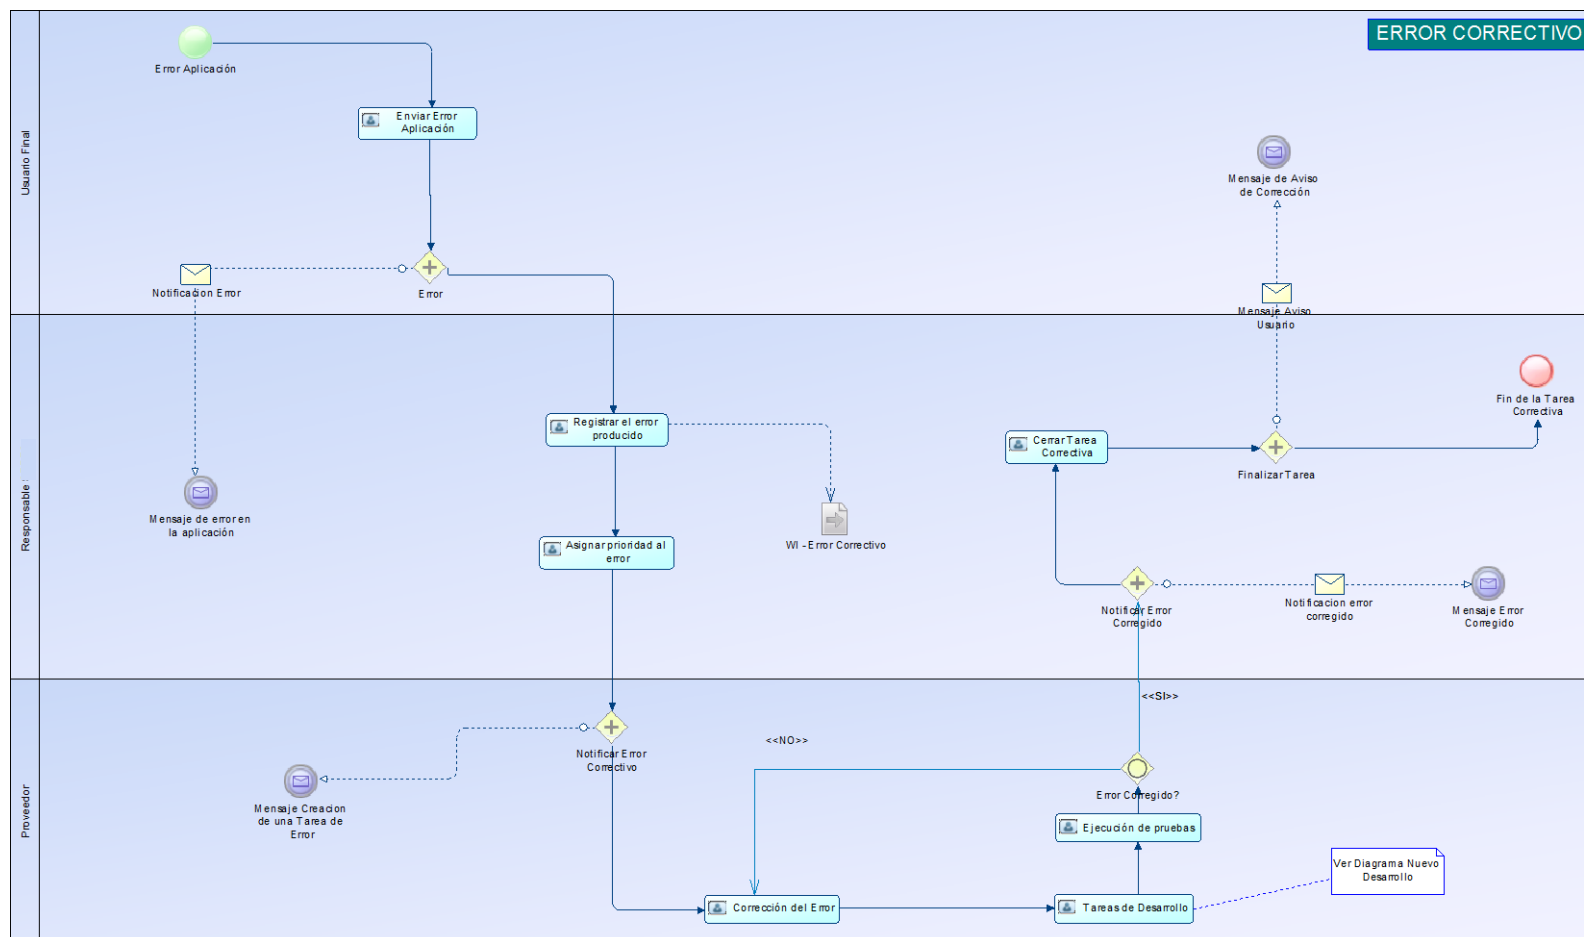 ERROR CORRECTIVO
Usuario Final
Error Aplicación
Enviar Error
Aplicación
Mensaje de Aviso
de Corrección
Notificacion Error
Error
Mensaje Aviso
Usuario
Responsable
Fin de la Tarea
Correctiva
Registrar el error
producido
Cerrar Tarea
Correctiva
Finalizar Tarea
Mensaje de error en
la aplicación
WI - Error Correctivo
Asignar prioridad al
error
Notificar Error
Corregido
Notificacion error
corregido
Mensaje Error
Corregido
Proveedor
<<SI>>
<<NO>>
Notificar Error
Correctivo
Mensaje Creacion
de una Tarea de
Error
Error Corregido?
Ejecución de pruebas
Ver Diagrama Nuevo
Desarrollo
Corrección del Error
Tareas de Desarrollo